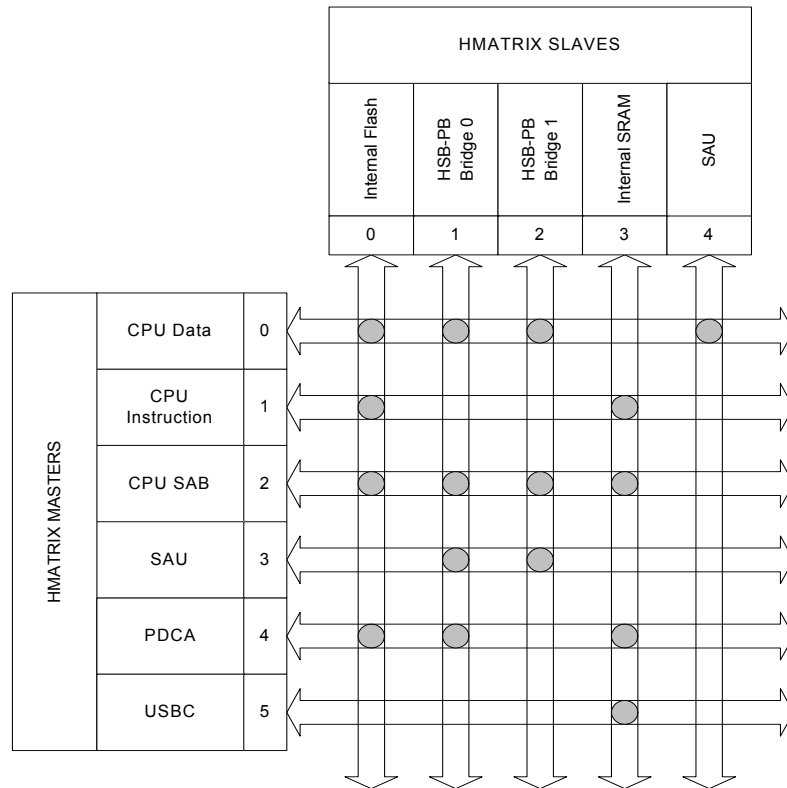 HMATRIX SLAVES
Internal Flash
HSB-PB
Bridge 0
HSB-PB
Bridge 1
Internal SRAM
SAU
0 1 2 3 4
HMATRIX MASTERS
CPU Data 0
CPU
Instruction 1
CPU SAB 2
SAU 3
PDCA 4
USBC 5